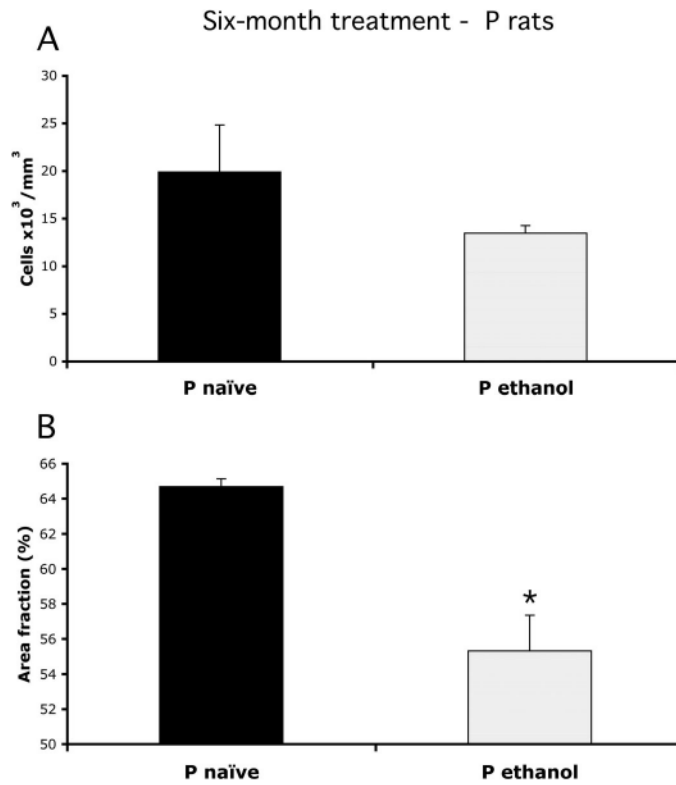 Six-month treatment - P rats
A
Cells x10³/mm³
30
25
20
15
10
5
0
P naïve P ethanol
B
Area fraction (%)
66
64
62
60
58
56
54
52
50
*
P naïve P ethanol